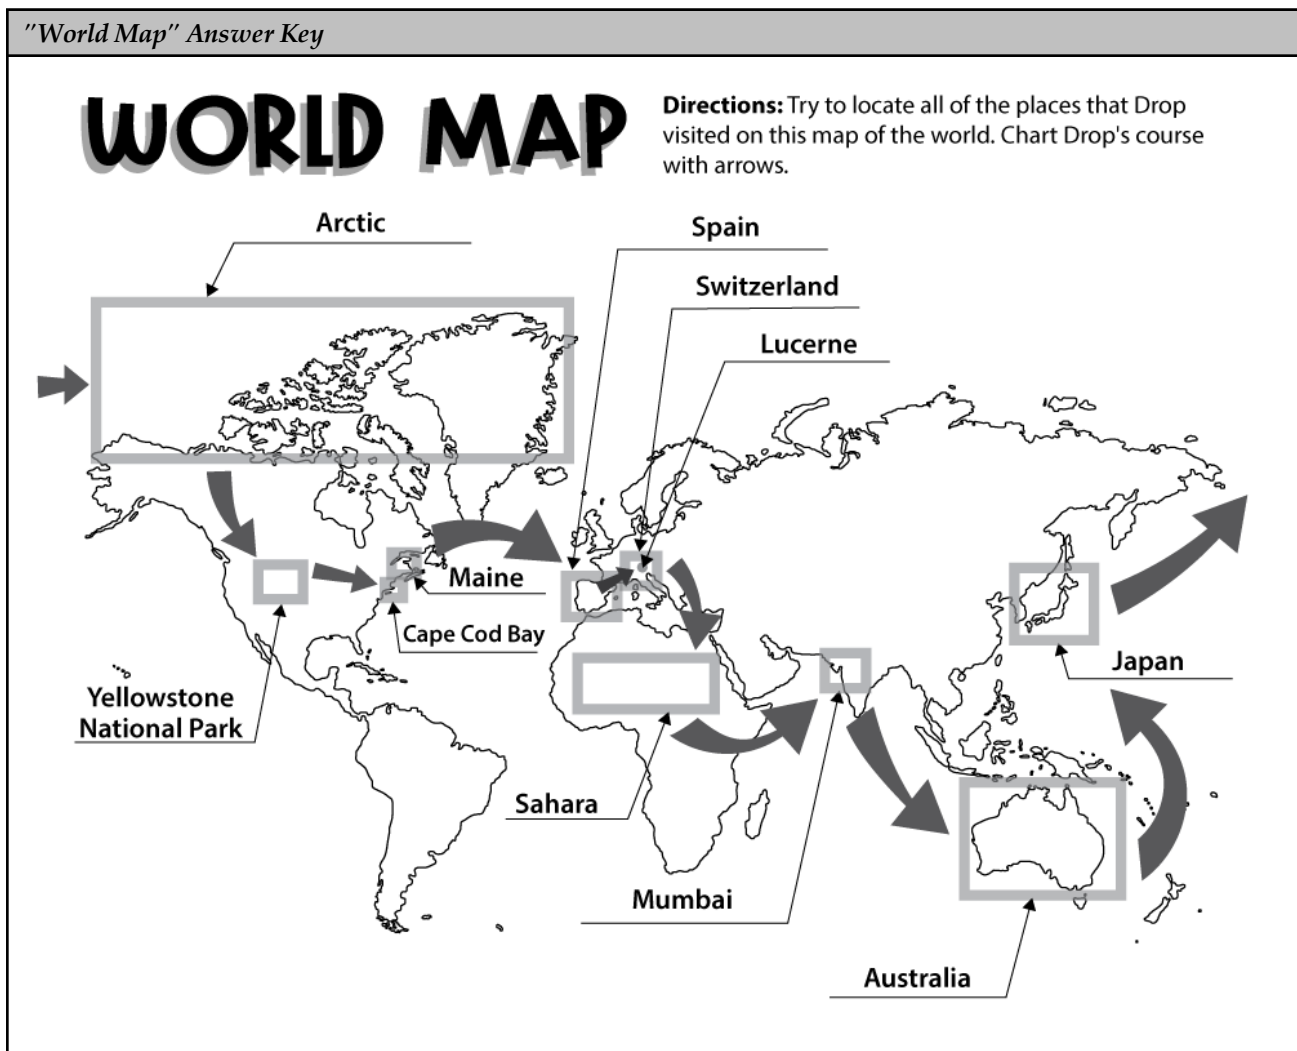 "World Map" Answer Key
WORLD MAP
Directions: Try to locate all of the places that Drop
visited on this map of the world. Chart Drop's course
with arrows.
Arctic
Spain
Switzerland
Lucerne
Maine
Cape Cod Bay
Yellowstone
National Park
Japan
Sahara
Mumbai
Australia